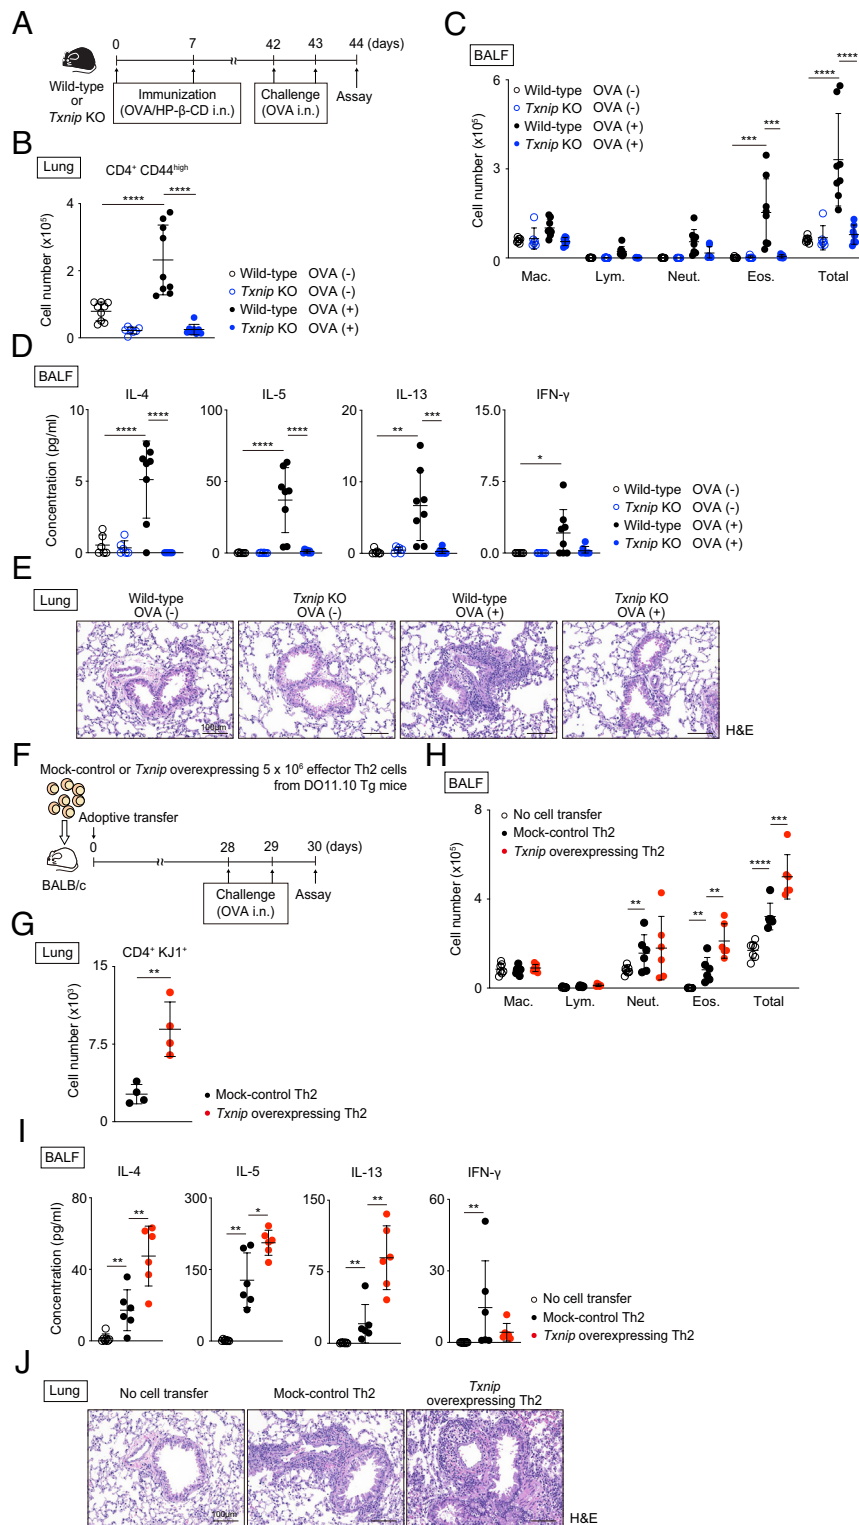 A
0 7 42 43 44 (days)
Wild-type
or
Txnip KO
Immunization
(OVA/HP-β-CD i.n.)
Challenge
(OVA i.n.)
Assay
B
Lung
CD4⁺ CD44ʰⁱᵍʰ
****
****
Cell number (x10⁵)
4
2
0
Wild-type OVA (-)
Txnip KO OVA (-)
Wild-type OVA (+)
Txnip KO OVA (+)
C
BALF
Wild-type OVA (-)
Txnip KO OVA (-)
Wild-type OVA (+)
Txnip KO OVA (+)
**** ****
*** ***
Cell number (x10⁵)
6
3
0
Mac. Lym. Neut. Eos. Total
D
BALF
IL-4 IL-5 IL-13 IFN-γ
Concentration (pg/ml)
10
5
0
**** ****
100
50
0
**** ****
20
10
0
** ***
15.0
7.5
0.0
*
Wild-type OVA (-)
Txnip KO OVA (-)
Wild-type OVA (+)
Txnip KO OVA (+)
E
Lung
Wild-type
OVA (-)
Txnip KO
OVA (-)
Wild-type
OVA (+)
Txnip KO
OVA (+)
100μm
H&E
F
Mock-control or Txnip overexpressing 5 x 10⁶ effector Th2 cells
from DO11.10 Tg mice
Adoptive transfer
0 28 29 30 (days)
BALB/c
Challenge
(OVA i.n.)
Assay
G
Lung
CD4⁺ KJ1⁺
**
Cell number (x10³)
15
7.5
0
Mock-control Th2
Txnip overexpressing Th2
H
BALF
No cell transfer
Mock-control Th2
Txnip overexpressing Th2
***
****
** ** **
Cell number (x10⁵)
8
4
0
Mac. Lym. Neut. Eos. Total
I
BALF
IL-4 IL-5 IL-13 IFN-γ
Concentration (pg/ml)
80
40
0
** **
300
150
0
** *
150
75
0
** **
60
30
0
**
No cell transfer
Mock-control Th2
Txnip overexpressing Th2
J
Lung
No cell transfer
Mock-control Th2
Txnip
overexpressing Th2
100μm
H&E